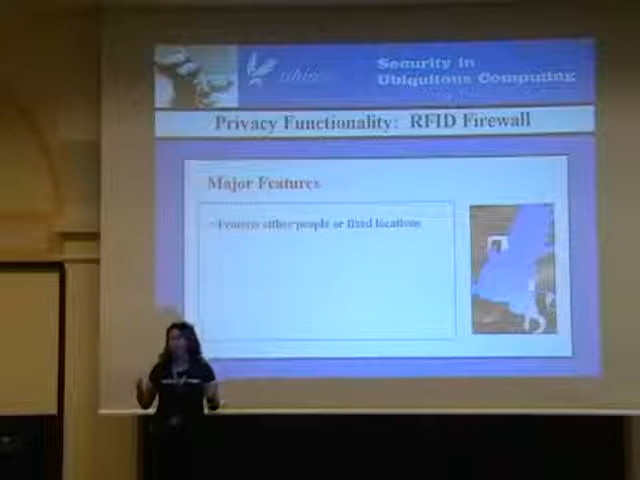 Security in
Ubiquitous Computing
Privacy Functionality: RFID Firewall
Major Features
Protects either people or fixed locations